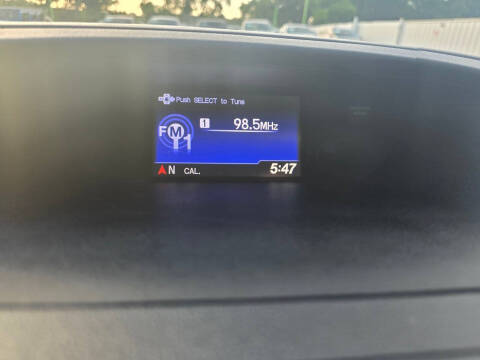 Push SELECT to Tune
FM1
1 98.5MHz
N CAL. 5:47